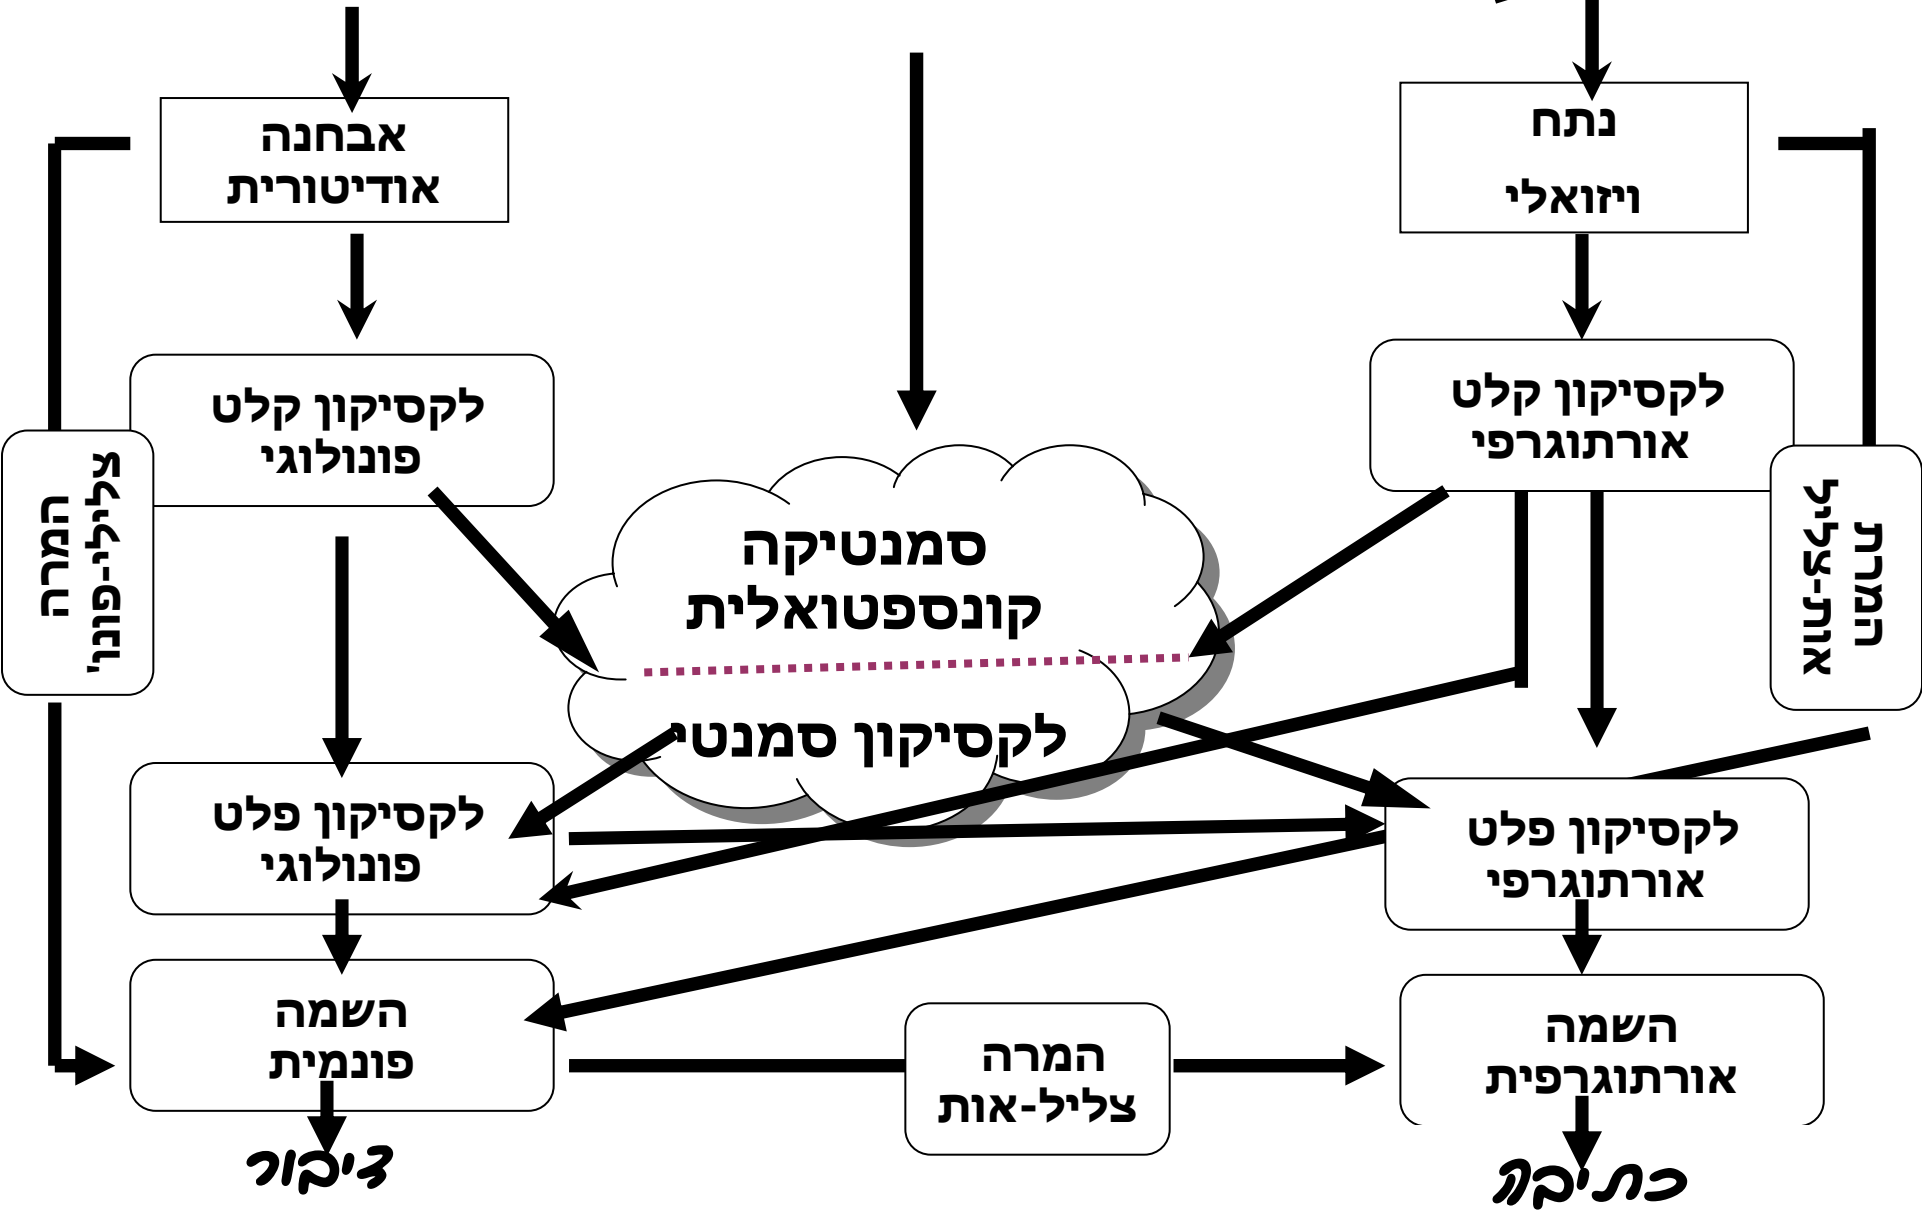 נתח
ויזואלי
אבחנה
אודיטורית
לקסיקון קלט
אורתוגרפי
לקסיקון קלט
פונולוגי
המרת
אות-צליל
סמנטיקה
קונספטואלית
לקסיקון סמנטי
המרה
צלילי-פונו'
לקסיקון פלט
אורתוגרפי
לקסיקון פלט
פונולוגי
השמה
אורתוגרפית
המרה
צליל-אות
השמה
פונמית
כתיבה
דיבור